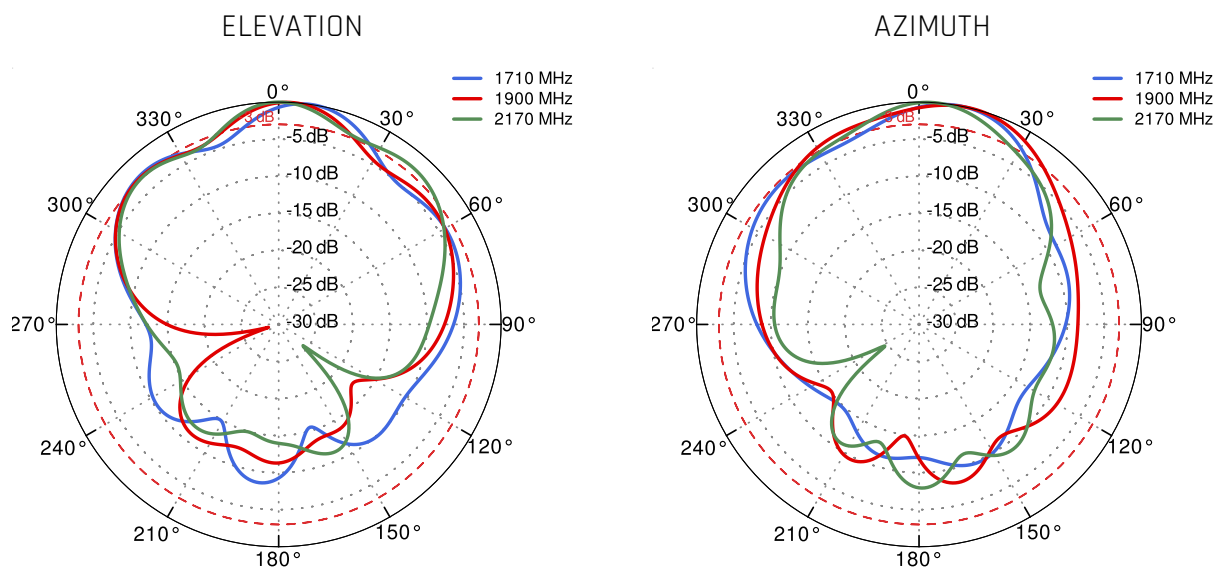 ELEVATION
1710 MHz
1900 MHz
2170 MHz
0°
3 dB
330°
30°
-5 dB
-10 dB
300°
60°
-15 dB
-20 dB
-25 dB
270°
-30 dB
90°
240°
120°
210°
150°
180°
AZIMUTH
1710 MHz
1900 MHz
2170 MHz
0°
3 dB
330°
30°
-5 dB
-10 dB
300°
60°
-15 dB
-20 dB
-25 dB
270°
-30 dB
90°
240°
120°
210°
150°
180°